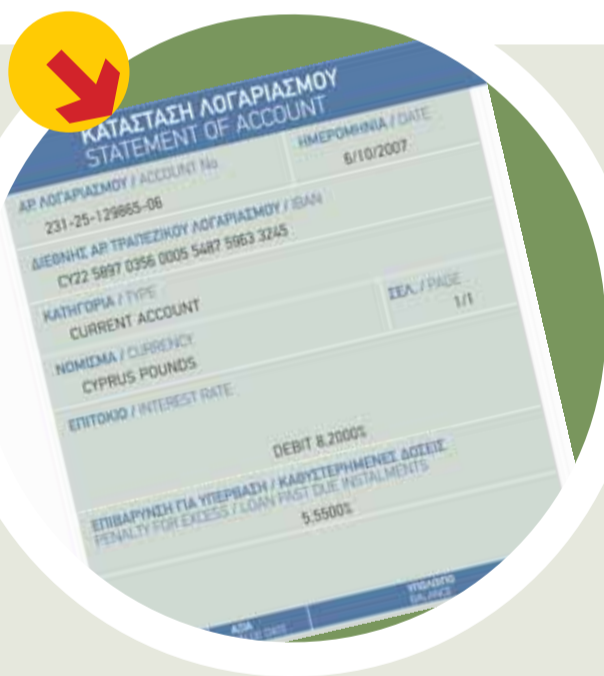 ΚΑΤΑΣΤΑΣΗ ΛΟΓΑΡΙΑΣΜΟΥ
STATEMENT OF ACCOUNT
ΑΡ. ΛΟΓΑΡΙΑΣΜΟΥ / ACCOUNT No
ΗΜΕΡΟΜΗΝΙΑ / DATE
231-25-129865-06
6/10/2007
ΔΙΕΘΝΗΣ ΑΡ. ΤΡΑΠΕΖΙΚΟΥ ΛΟΓΑΡΙΑΣΜΟΥ / IBAN
CY22 5897 0356 0005 5487 5963 3245
ΚΑΤΗΓΟΡΙΑ / TYPE
ΣΕΛ. / PAGE
CURRENT ACCOUNT
1/1
ΝΟΜΙΣΜΑ / CURRENCY
CYPRUS POUNDS
ΕΠΙΤΟΚΙΟ / INTEREST RATE
DEBIT 8.2000%
ΕΠΙΒΑΡΥΝΣΗ ΓΙΑ ΥΠΕΡΒΑΣΗ / ΚΑΘΥΣΤΕΡΗΜΕΝΕΣ ΔΟΣΕΙΣ
PENALTY FOR EXCESS / LOAN PAST DUE INSTALMENTS
5.5500%
ΑΞΙΑ
ΥΠΟΛΟΙΠΟ
DATE
BALANCE